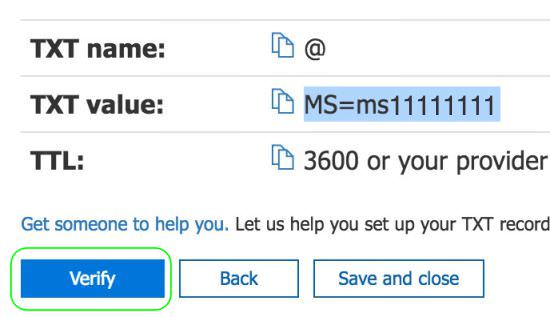 TXT name: @
TXT value: MS=ms11111111
TTL: 3600 or your provider
Get someone to help you. Let us help you set up your TXT record
Verify Back Save and close